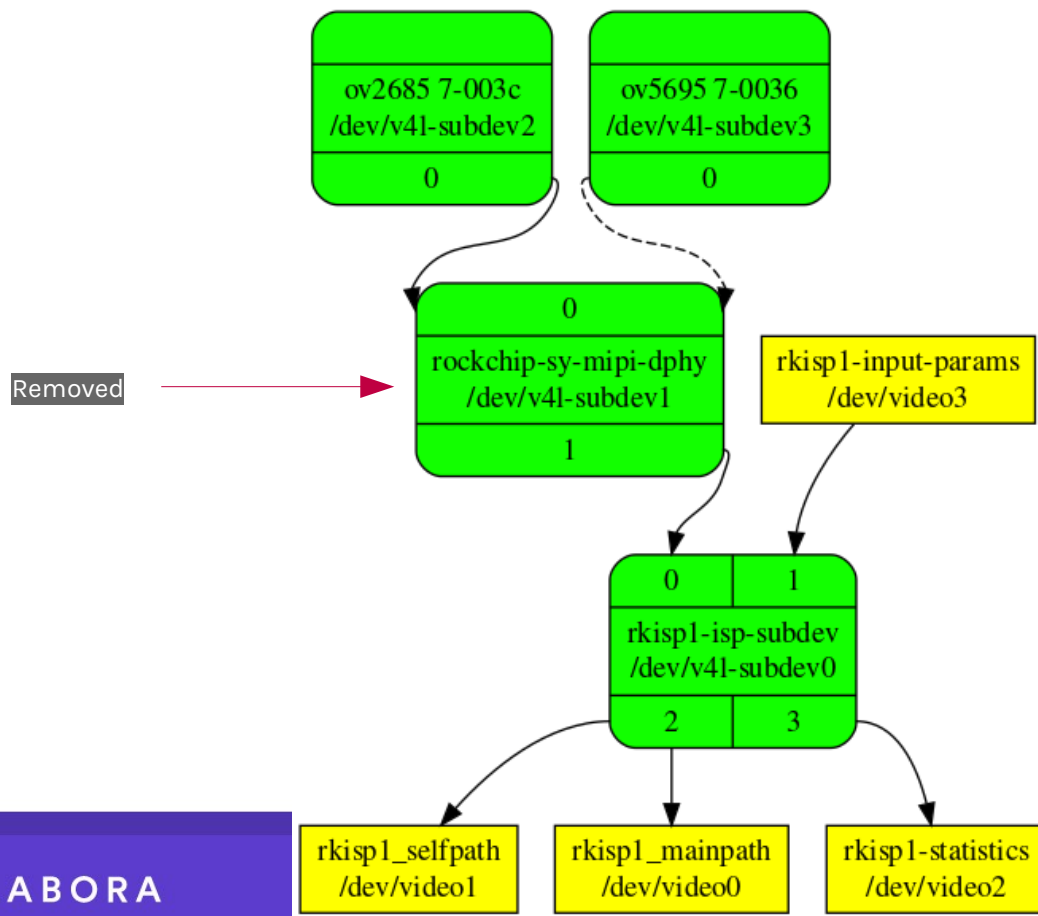 ov2685 7-003c
/dev/v4l-subdev2
0
ov5695 7-0036
/dev/v4l-subdev3
0
Removed
0
rockchip-sy-mipi-dphy
/dev/v4l-subdev1
1
rkisp1-input-params
/dev/video3
0 1
rkisp1-isp-subdev
/dev/v4l-subdev0
2 3
rkisp1_selfpath
/dev/video1
rkisp1_mainpath
/dev/video0
rkisp1-statistics
/dev/video2
ABORA